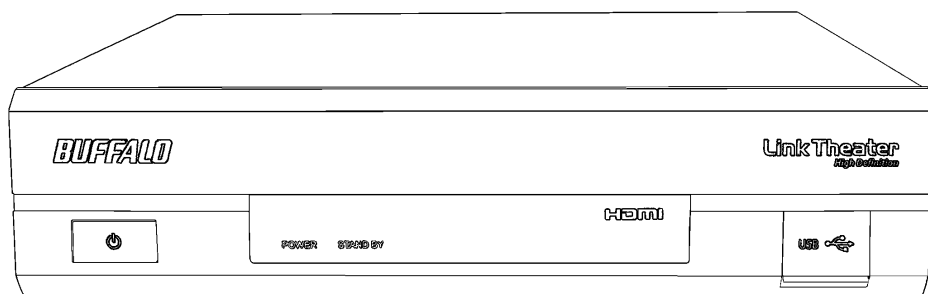 BUFFALO
LinkTheater
High Definition
HDMI
POWER STAND BY
USB